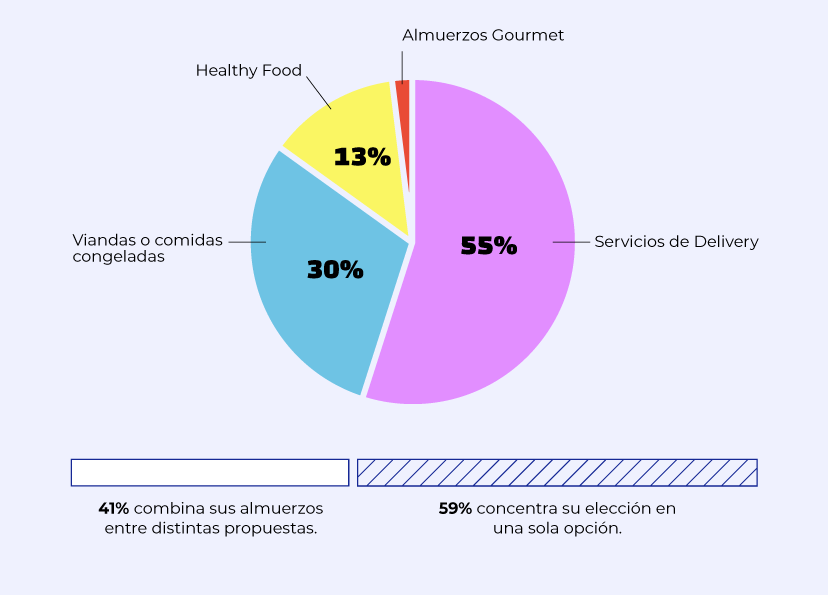 Almuerzos Gourmet
Healthy Food
13%
Viandas o comidas
congeladas
30%
55%
Servicios de Delivery
41% combina sus almuerzos
entre distintas propuestas.
59% concentra su elección en
una sola opción.